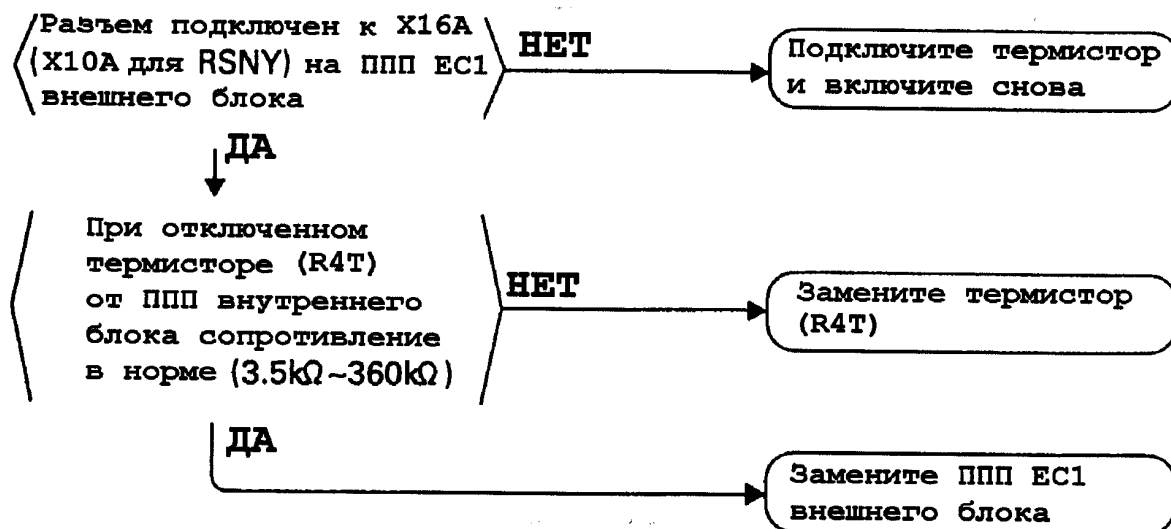 Разъем подключен к X16A
(X10A для RSNY) на ППП EC1
внешнего блока
НЕТ
Подключите термистор
и включите снова
ДА
При отключенном
термисторе (R4T)
от ППП внутреннего
блока сопротивление
в норме (3.5kΩ~360kΩ)
НЕТ
Замените термистор
(R4T)
ДА
Замените ППП EC1
внешнего блока